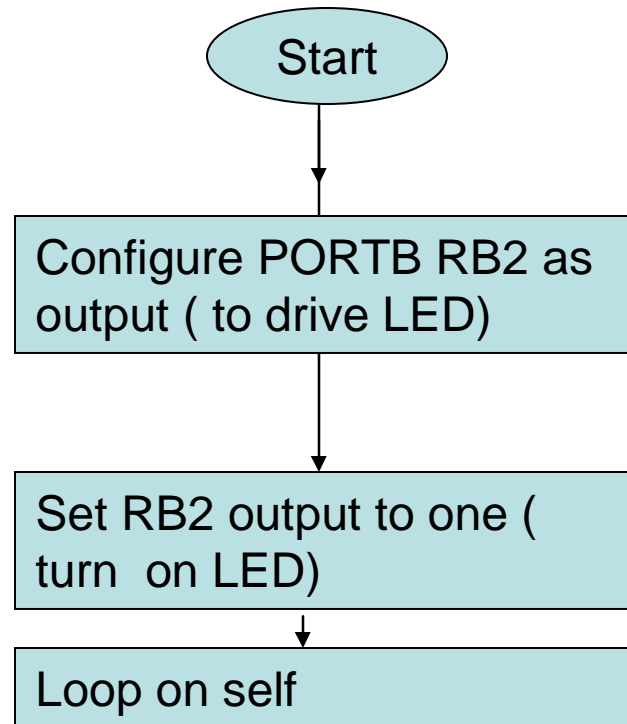 Start
Configure PORTB RB2 as
output ( to drive LED)
Set RB2 output to one (
turn on LED)
Loop on self